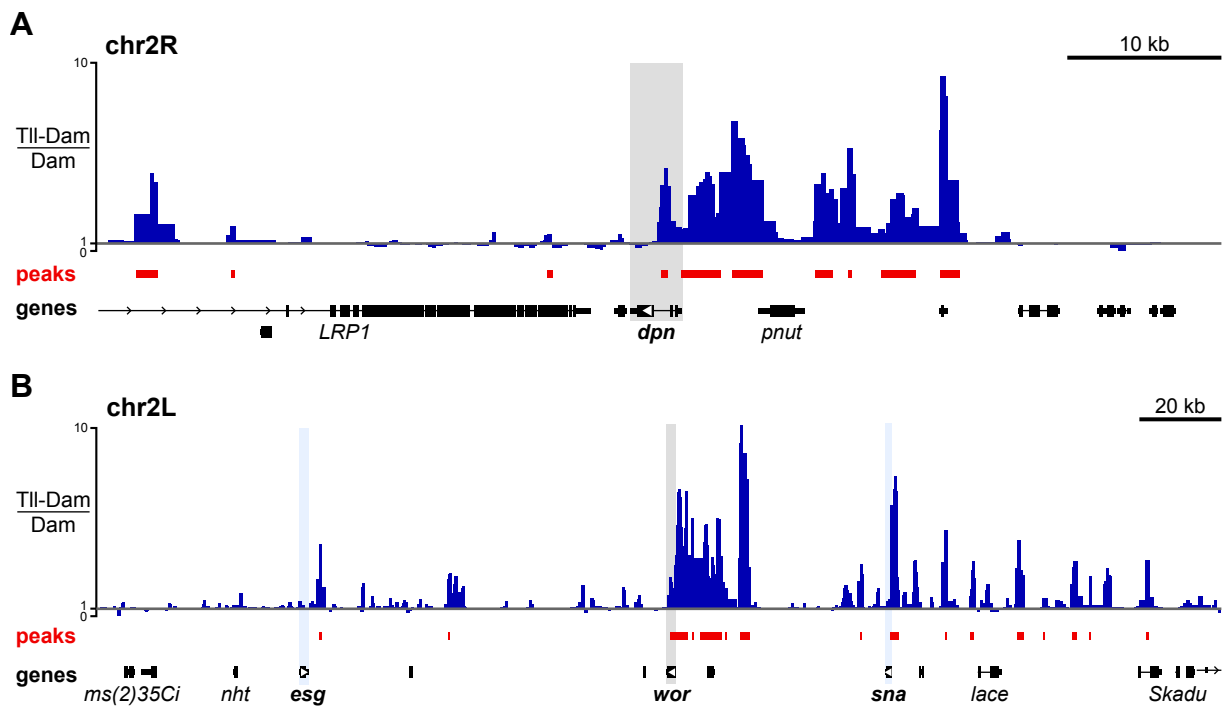 A
chr2R
10 kb
10
Tll-Dam
Dam
1
0
peaks
genes
LRP1
dpn
pnut
B
chr2L
20 kb
10
Tll-Dam
Dam
1
0
peaks
genes
ms(2)35Ci
nht
esg
wor
sna
lace
Skadu